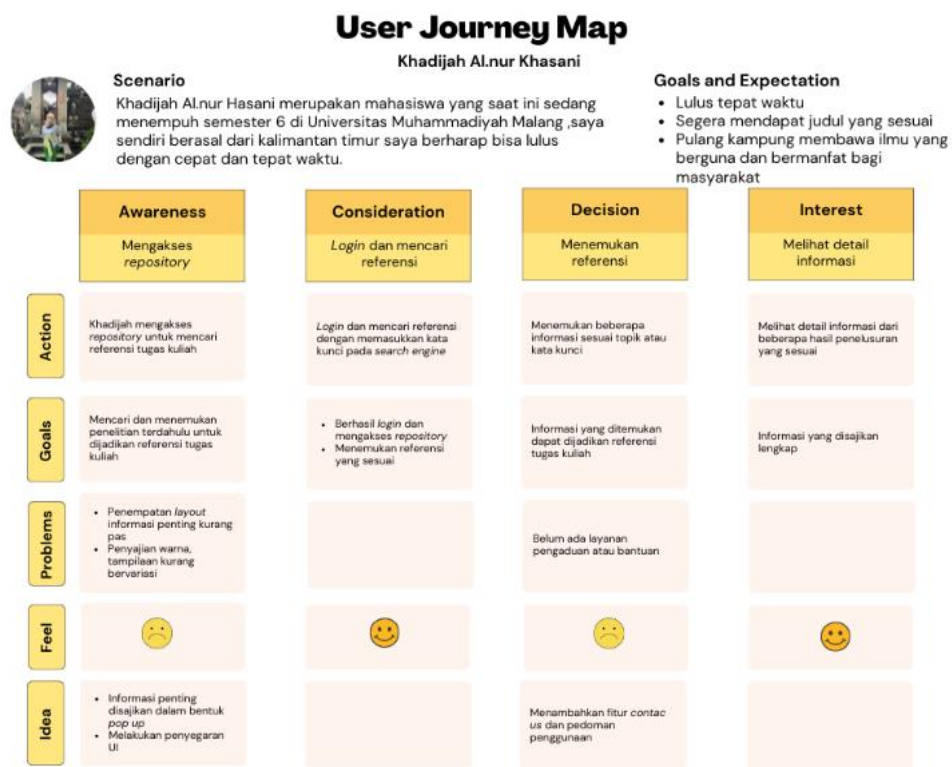 User Journey Map
Khadijah Al.nur Khasani
Scenario
Khadijah Al.nur Hasani merupakan mahasiswa yang saat ini sedang
menempuh semester 6 di Universitas Muhammadiyah Malang ,saya
sendiri berasal dari kalimantan timur saya berharap bisa lulus
dengan cepat dan tepat waktu.
Goals and Expectation
• Lulus tepat waktu
• Segera mendapat judul yang sesuai
• Pulang kampung membawa ilmu yang
berguna dan bermanfat bagi
masyarakat
Awareness
Mengakses
repository
Consideration
Login dan mencari
referensi
Decision
Menemukan
referensi
Interest
Melihat detail
informasi
Action
Khadijah mengakses
repository untuk mencari
referensi tugas kuliah
Login dan mencari referensi
dengan memasukkan kata
kunci pada search engine
Menemukan beberapa
informasi sesuai topik atau
kata kunci
Melihat detail informasi dari
beberapa hasil penelusuran
yang sesuai
Goals
Mencari dan menemukan
penelitian terdahulu untuk
dijadikan referensi tugas
kuliah
• Berhasil login dan
mengakses repository
• Menemukan referensi
yang sesuai
Informasi yang ditemukan
dapat dijadikan referensi
tugas kuliah
Informasi yang disajikan
lengkap
Problems
• Penempatan layout
informasi penting kurang
pas
• Penyajian warna,
tampilaan kurang
bervariasi
Belum ada layanan
pengaduan atau bantuan
Feel
Idea
• Informasi penting
disajikan dalam bentuk
pop up
• Melakukan penyegaran
UI
Menambahkan fitur contac
us dan pedoman
penggunaan